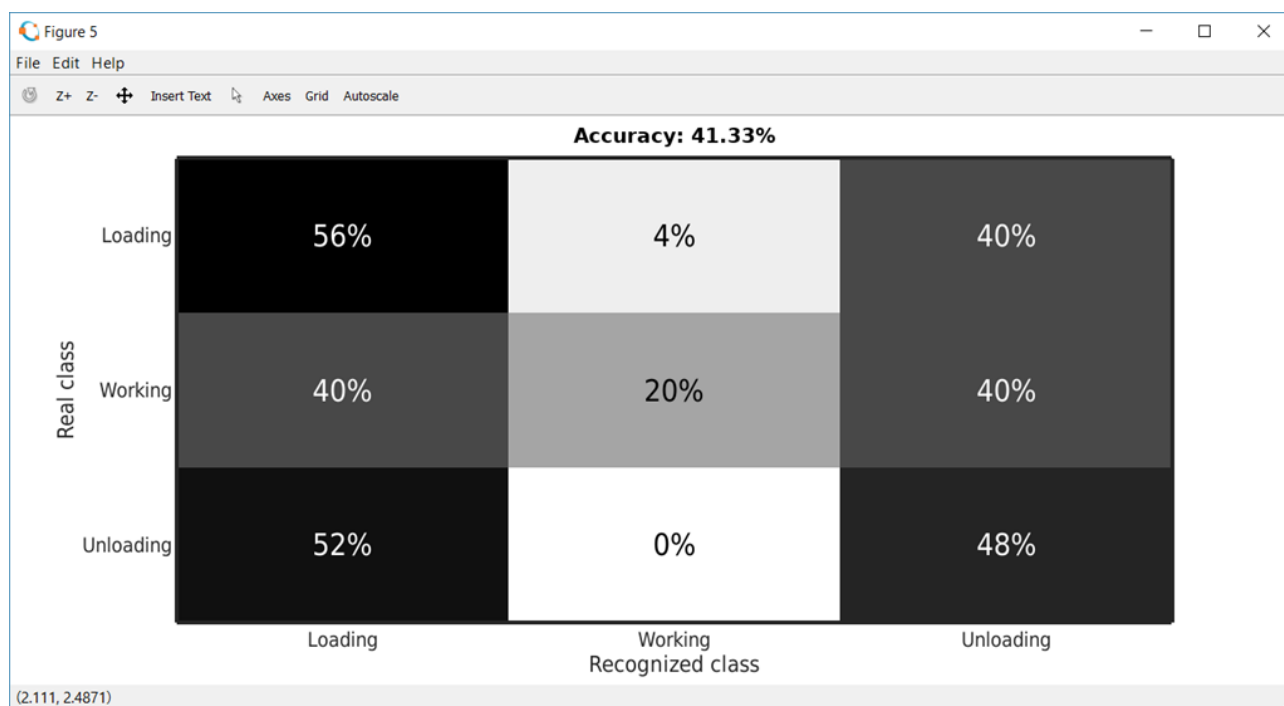 Figure 5
File Edit Help
Z+ Z- Insert Text Axes Grid Autoscale
Accuracy: 41.33%
Loading 56% 4% 40%
Real class
Working 40% 20% 40%
Unloading 52% 0% 48%
Loading Working Unloading
Recognized class
(2.111, 2.4871)